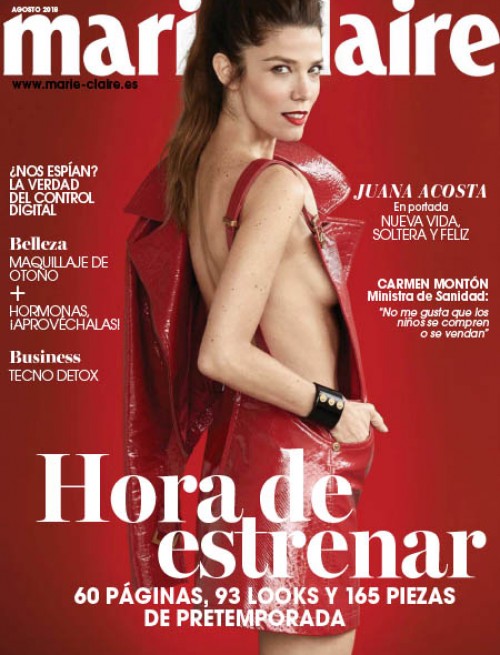 AGOSTO 2018
marie claire
www.marie-claire.es
¿NOS ESPÍAN?
LA VERDAD
DEL CONTROL
DIGITAL
Belleza
MAQUILLAJE DE
OTOÑO
+
HORMONAS,
¡APROVÉCHALAS!
Business
TECNO DETOX
JUANA ACOSTA
En portada
NUEVA VIDA,
SOLTERA Y FELIZ
CARMEN MONTÓN
Ministra de Sanidad:
"No me gusta que los
niños se compren
o se vendan"
Hora de
estrenar
60 PÁGINAS, 93 LOOKS Y 165 PIEZAS
DE PRETEMPORADA